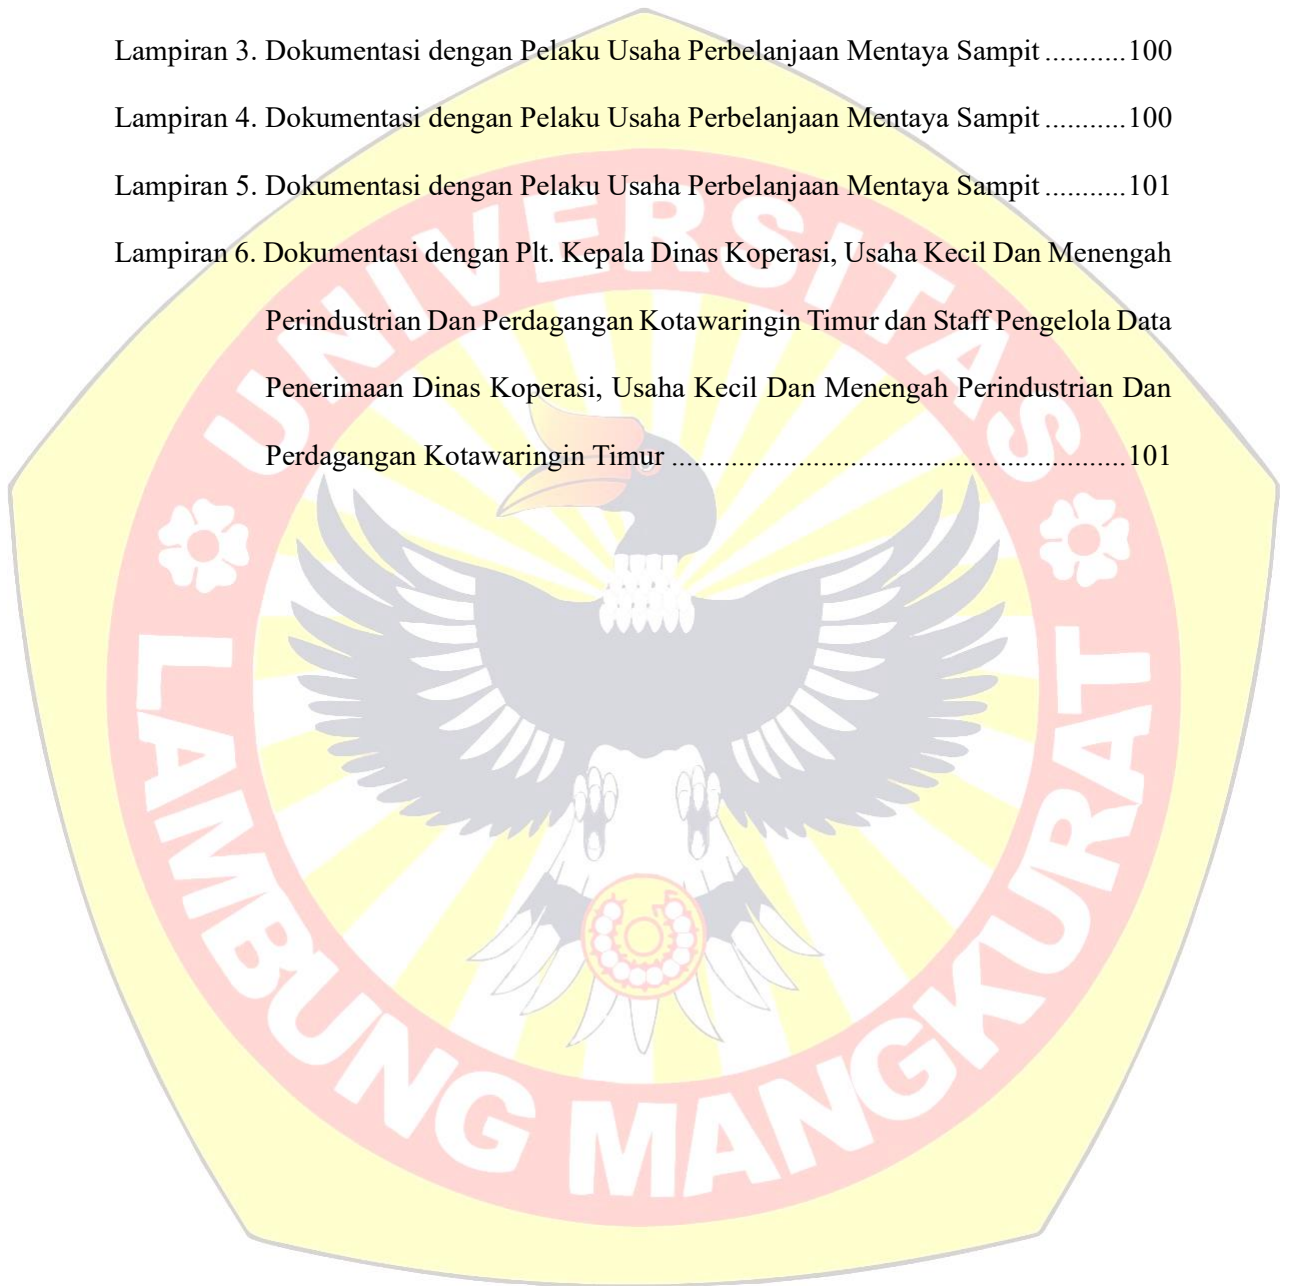 Lampiran 3. Dokumentasi dengan Pelaku Usaha Perbelanjaan Mentaya Sampit ...........100
Lampiran 4. Dokumentasi dengan Pelaku Usaha Perbelanjaan Mentaya Sampit ...........100
Lampiran 5. Dokumentasi dengan Pelaku Usaha Perbelanjaan Mentaya Sampit ...........101
Lampiran 6. Dokumentasi dengan Plt. Kepala Dinas Koperasi, Usaha Kecil Dan Menengah
Perindustrian Dan Perdagangan Kotawaringin Timur dan Staff Pengelola Data
Penerimaan Dinas Koperasi, Usaha Kecil Dan Menengah Perindustrian Dan
Perdagangan Kotawaringin Timur .............................................................101
UNIVERSITAS
LAMBUNG MANGKURAT